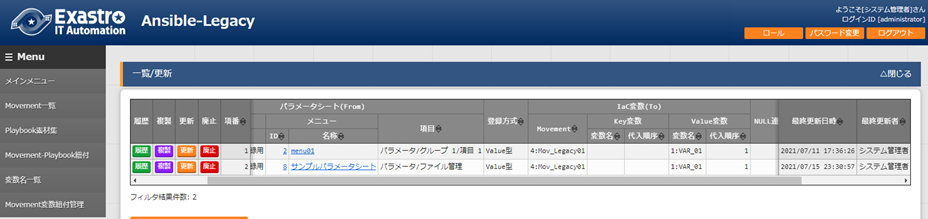 Exastro
IT Automation
Ansible-Legacy
ようこそ[システム管理者]さん
ログインID [administrator]
ロール パスワード変更 ログアウト
☰ Menu
メインメニュー
Movement一覧
Playbook素材集
Movement-Playbook紐付
変数名一覧
Movement変数紐付管理
一覧/更新 △閉じる
パラメータシート(From) IaC変数(To)
メニュー Key変数 Value変数
履歴 複製 更新 廃止 項番 ID 名称 項目 登録方式 Movement 変数名 代入順序 変数名 代入順序 NULL連 最終更新日時 最終更新者
履歴 複製 更新 廃止 1 用 2 menu01 パラメータ/グループ 1/項目 1 Value型 4:Mov_Legacy01 1:VAR_01 2021/07/11 17:36:26 システム管理者
履歴 複製 更新 廃止 2 用 8 サンプルパラメータシート パラメータ/ファイル管理 Value型 4:Mov_Legacy01 1:VAR_01 2021/07/15 23:30:57 システム管理者
フィルタ結果件数: 2